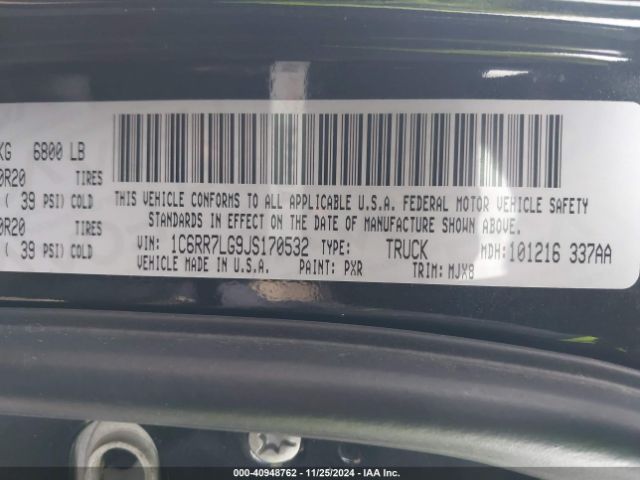 KG 6800 LB
0R20 TIRES
( 39 PSI) COLD
0R20 TIRES
( 39 PSI) COLD
THIS VEHICLE CONFORMS TO ALL APPLICABLE U.S.A. FEDERAL MOTOR VEHICLE SAFETY
STANDARDS IN EFFECT ON THE DATE OF MANUFACTURE SHOWN ABOVE.
VIN: 1C6RR7LG9JS170532 TYPE: TRUCK MDH: 101216 337AA
VEHICLE MADE IN U.S.A. PAINT: PXR TRIM: MJX8
000-40948762 - 11/25/2024 - IAA Inc.